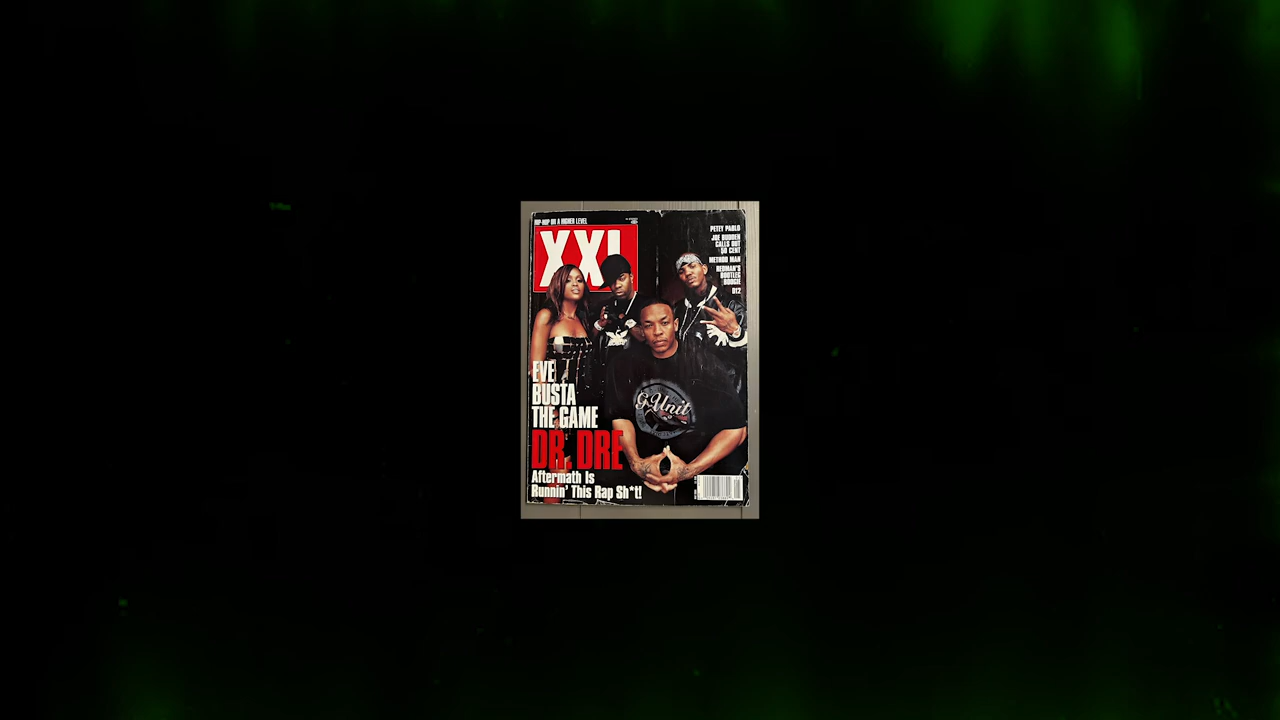 HIP-HOP ON A HIGHER LEVEL
XXL
PETEY PABLO
JOE BUDDEN
CALLS OUT
50 CENT
METHOD MAN
REDMAN'S
BOOTLEG
BOOGIE
D12
G-Unit
EVE
BUSTA
THE GAME
DR. DRE
Aftermath Is
Runnin' This Rap Sh*t!